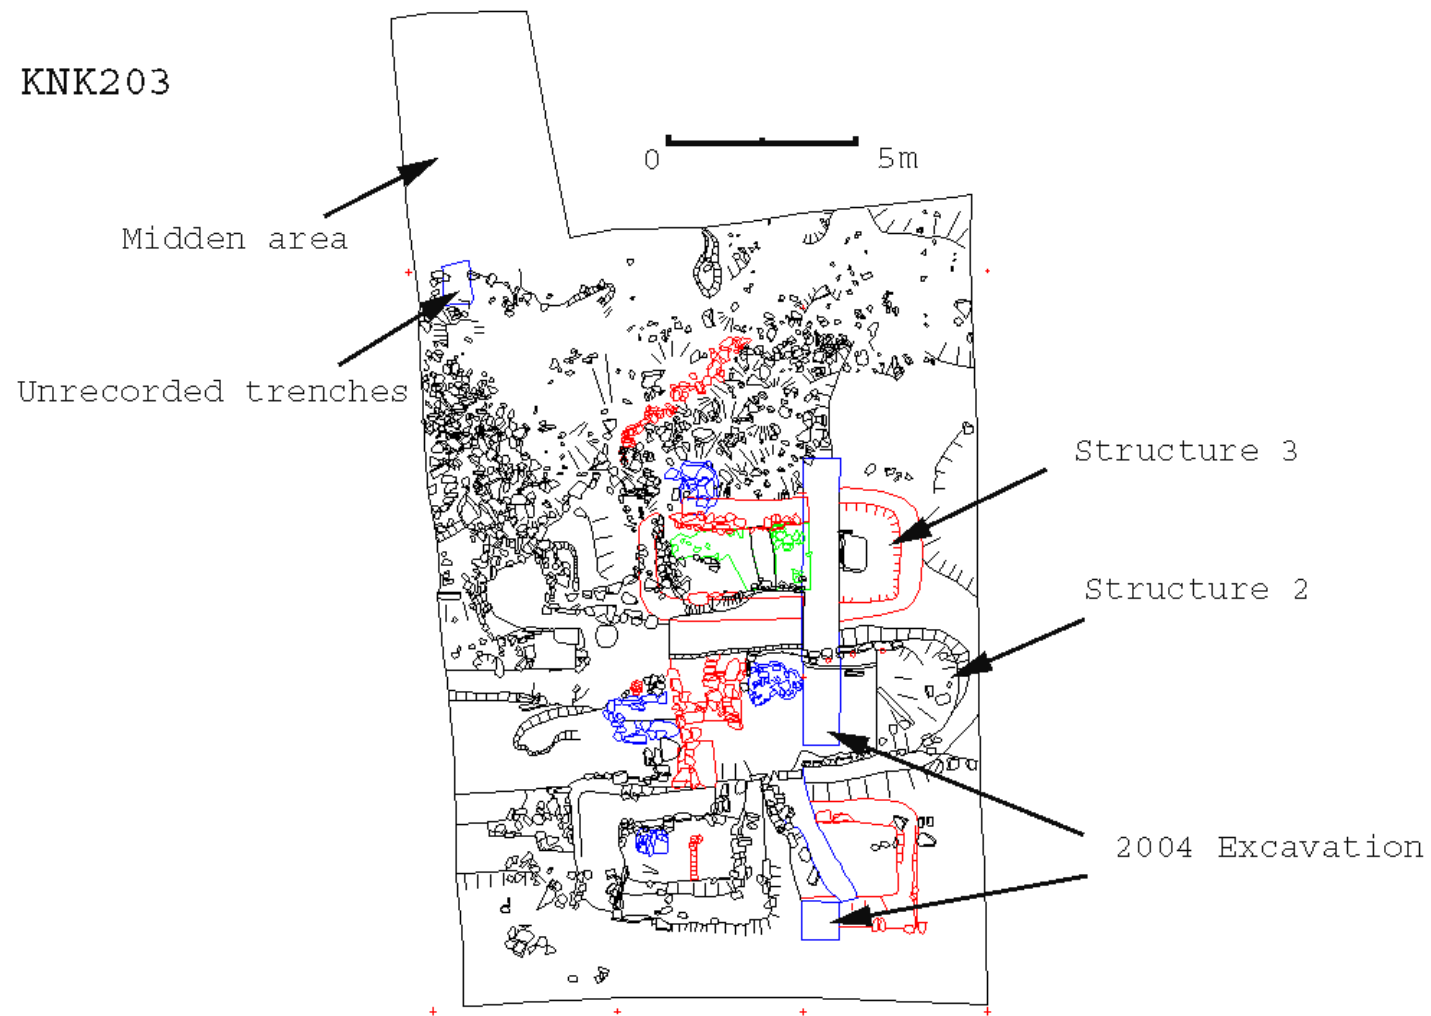 KNK203
0 5m
Midden area
Unrecorded trenches
Structure 3
Structure 2
2004 Excavation